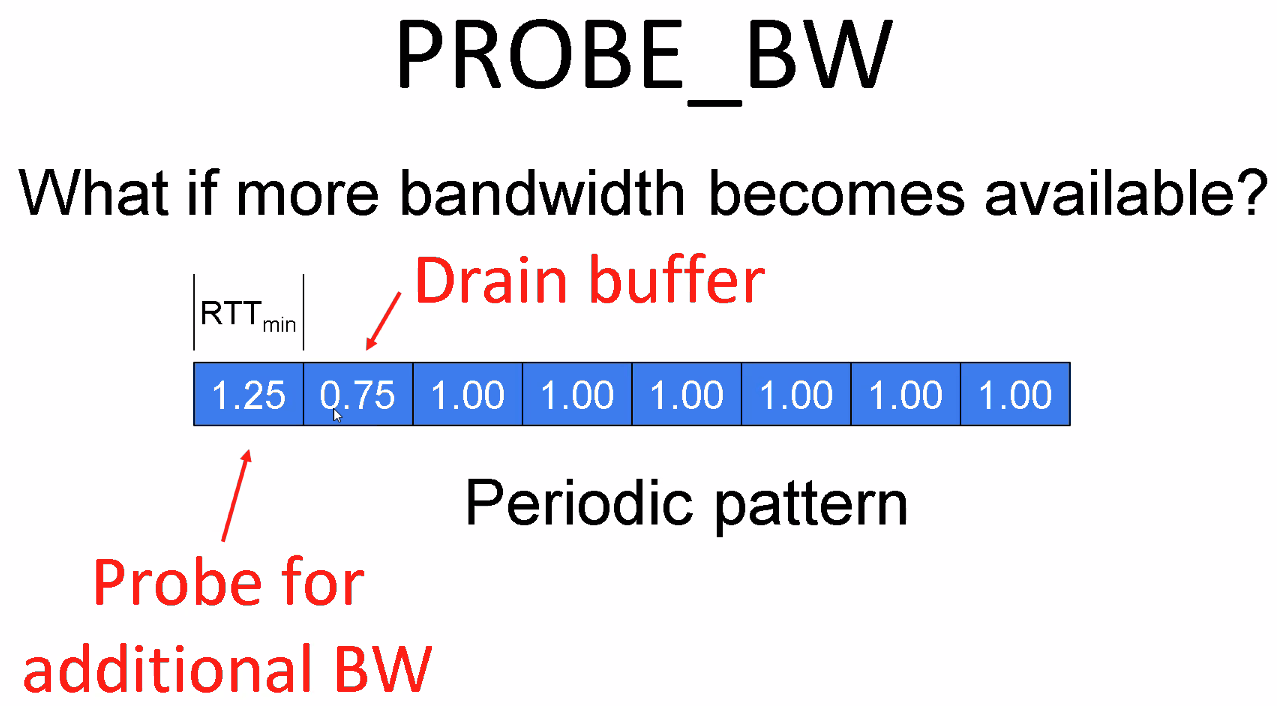 PROBE_BW
What if more bandwidth becomes available?
Drain buffer
RTTmin
1.25 0.75 1.00 1.00 1.00 1.00 1.00 1.00
Periodic pattern
Probe for
additional BW